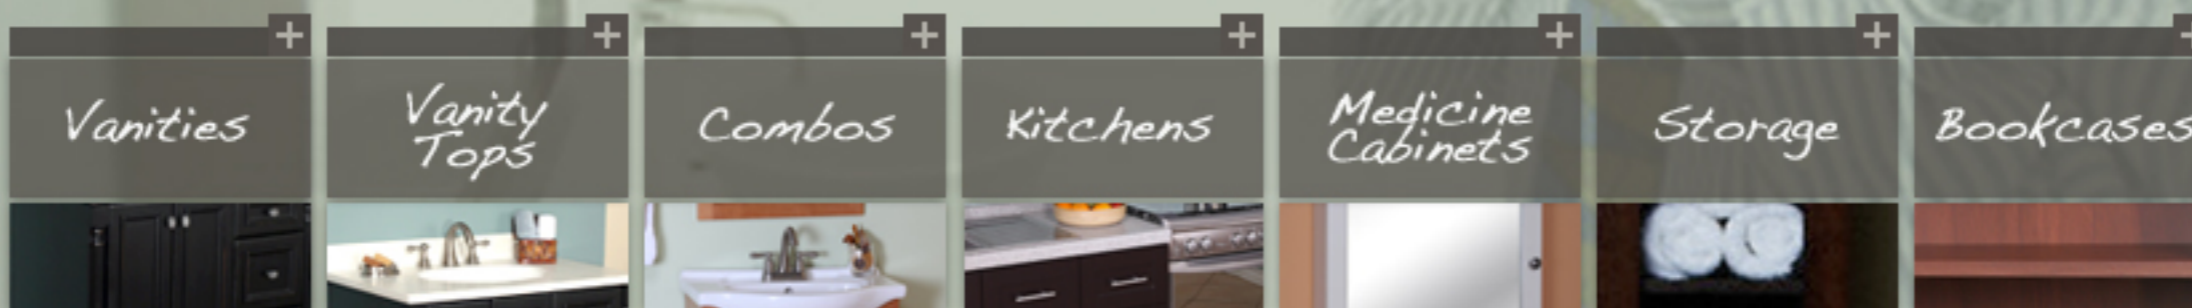 Vanities
Vanity
Tops
Combos
Kitchens
Medicine
Cabinets
Storage
Bookcases